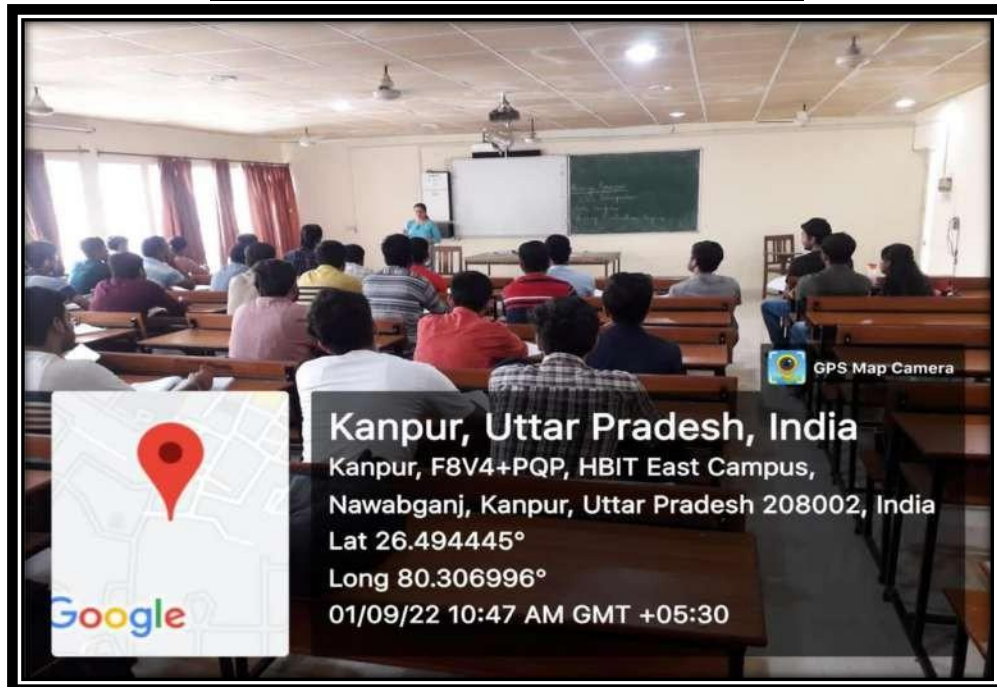 GPS Map Camera
Kanpur, Uttar Pradesh, India
Kanpur, F8V4+PQP, HBIT East Campus,
Nawabganj, Kanpur, Uttar Pradesh 208002, India
Lat 26.494445°
Long 80.306996°
01/09/22 10:47 AM GMT +05:30
Google